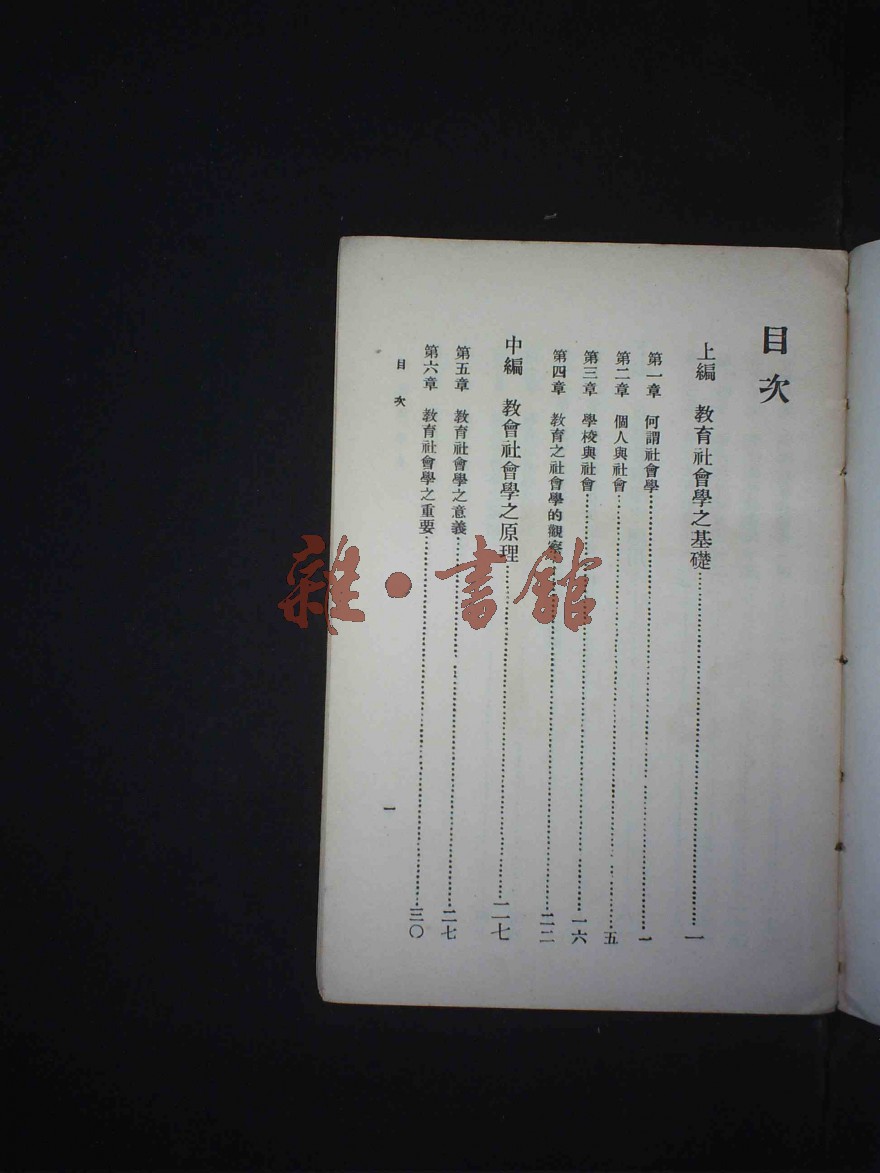 目次
上編　教育社會學之基礎……一
第一章　何謂社會學……一
第二章　個人與社會……五
第三章　學校與社會……一六
第四章　教育之社會學的觀察……二二
中編　教會社會學之原理……二七
第五章　教育社會學之意義……二七
第六章　教育社會學之重要……三〇
目次
一
雜·書館